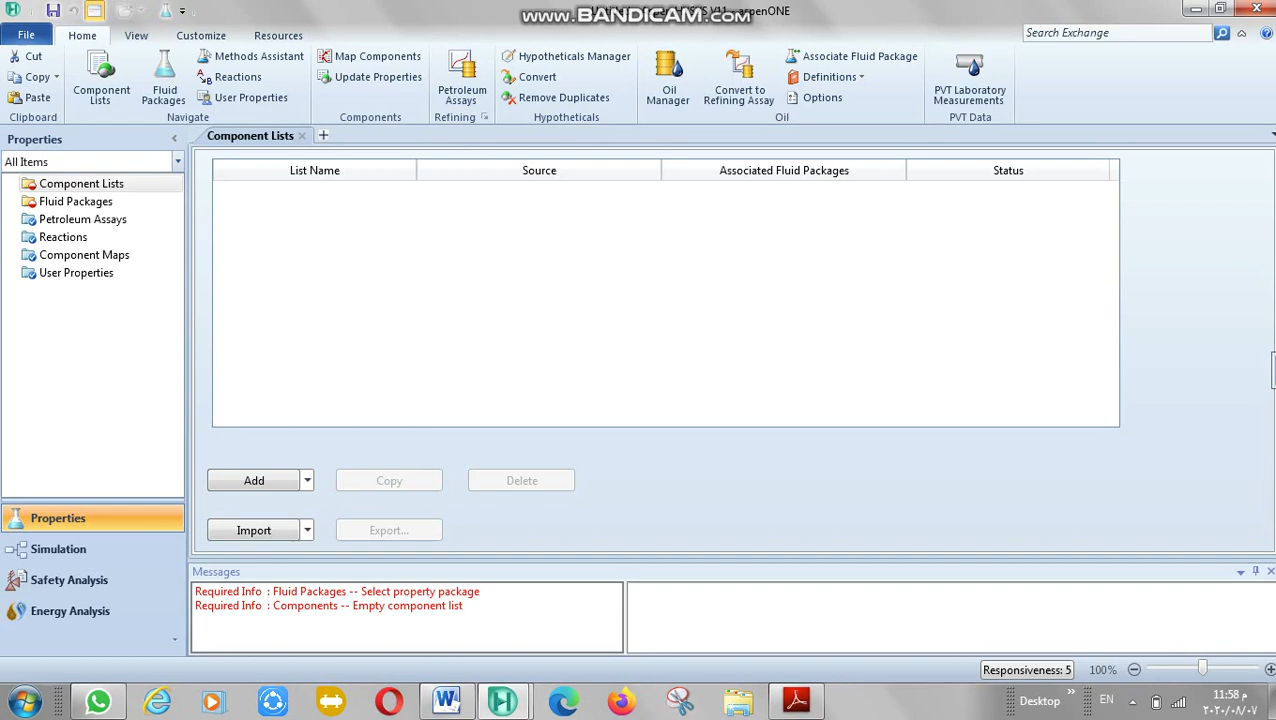 www.BANDICAM.com
V11 - aspenONE
File
Home
View
Customize
Resources
Search Exchange
Cut
Copy
Paste
Clipboard
Component Lists
Fluid Packages
Methods Assistant
Reactions
User Properties
Navigate
Map Components
Update Properties
Components
Petroleum Assays
Refining
Hypotheticals Manager
Convert
Remove Duplicates
Hypotheticals
Oil Manager
Convert to Refining Assay
Associate Fluid Package
Definitions
Options
Oil
PVT Laboratory Measurements
PVT Data
Properties
All Items
Component Lists
Fluid Packages
Petroleum Assays
Reactions
Component Maps
User Properties
Properties
Simulation
Safety Analysis
Energy Analysis
Component Lists
List Name
Source
Associated Fluid Packages
Status
Add
Copy
Delete
Import
Export...
Messages
Required Info : Fluid Packages -- Select property package
Required Info : Components -- Empty component list
Responsiveness: 5
100%
Desktop
EN
11:58 م
٢٠٢٠/٠٨/٠٧